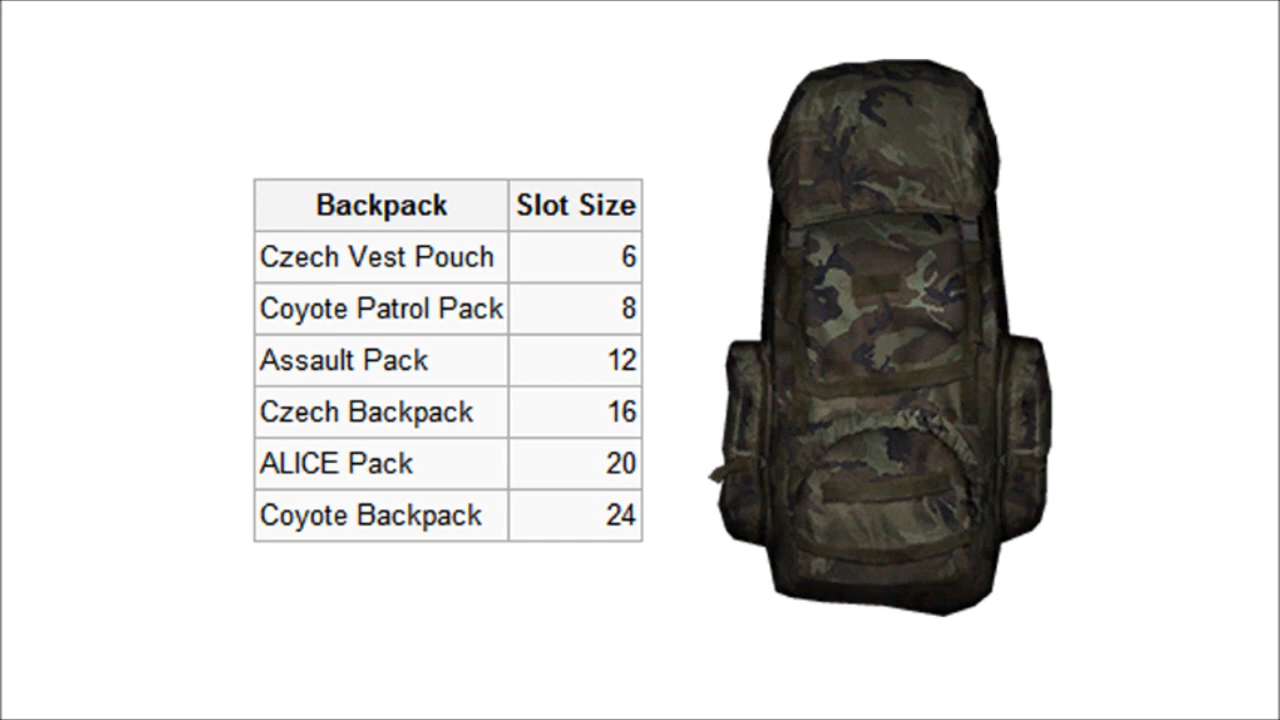 Backpack Slot Size
Czech Vest Pouch 6
Coyote Patrol Pack 8
Assault Pack 12
Czech Backpack 16
ALICE Pack 20
Coyote Backpack 24